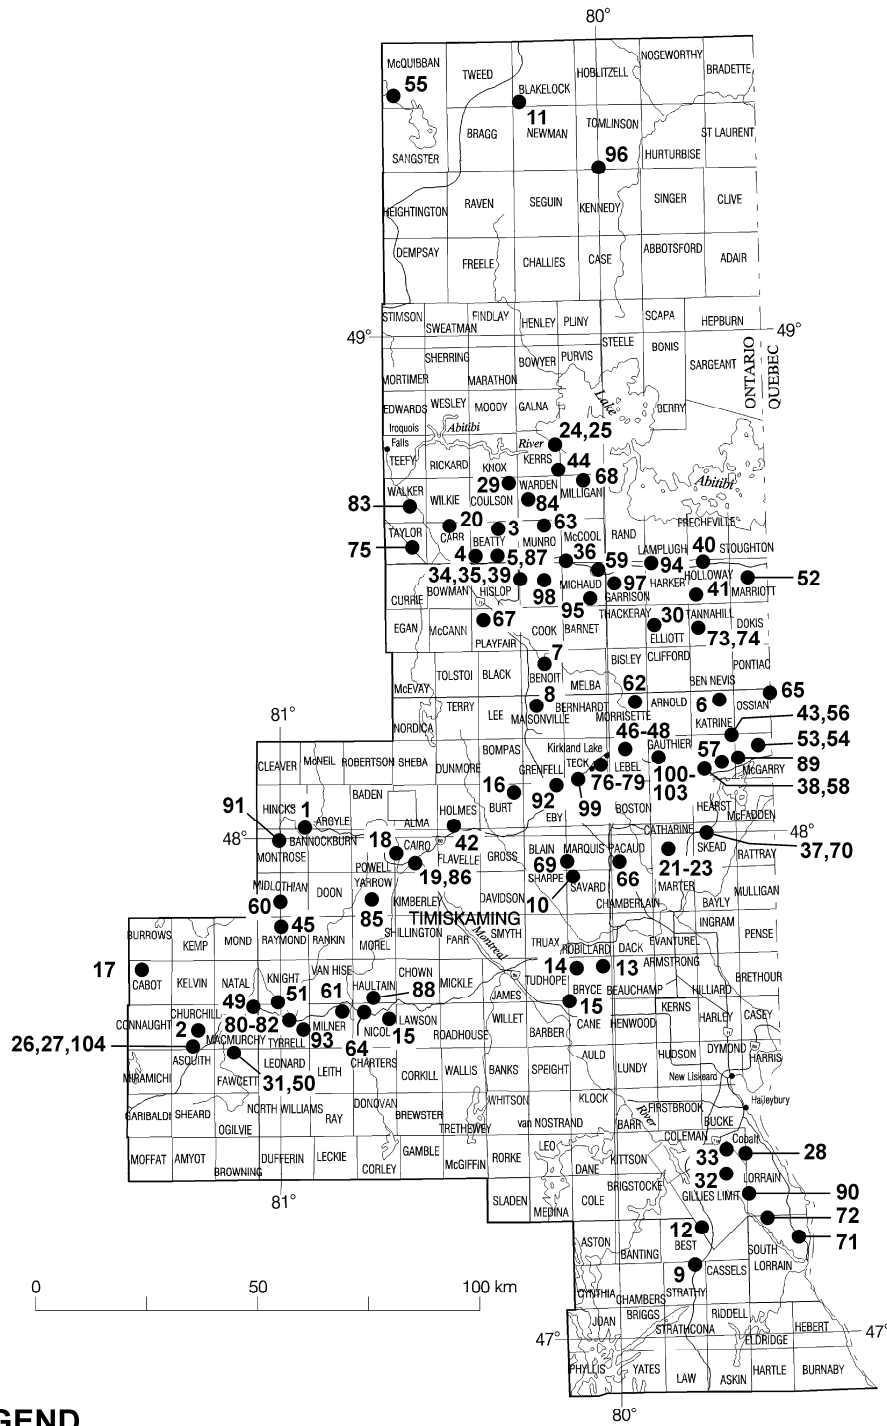 80°
McQUIBBAN
TWEED
HOBLITZELL
NOSEWORTHY
BRADETTE
55
BLAKELOCK
11
BRAGG
NEWMAN
TOMLINSON
ST LAURENT
SANGSTER
96
HURTURBISE
HEIGHTINGTON
RAVEN
SEGUIN
KENNEDY
SINGER
CLIVE
DEMPSAY
FREELE
CHALLIES
CASE
ABBOTSFORD
ADAIR
STIMSON
SWEATMAN
FINDLAY
HENLEY
PLINY
SCAPA
HEPBURN
49°
49°
SHERRING
BOWYER
PURVIS
STEELE
BONIS
SARGEANT
ONTARIO
QUEBEC
MORTIMER
MARATHON
EDWARDS
WESLEY
MOODY
GALNA
Lake
BERRY
Iroquois
Falls
Abitibi
River
24,25
TEEFY
RICKARD
KNOX
KERRS
44
Abitibi
WALKER
WILKIE
COULSON
29
WARDEN
MILLIGAN
68
83
84
FRECHEVILLE
TAYLOR
20
CARR
3
63
McCOOL
RAND
75
BEATTY
MUNRO
LAMPLUGH
40
STOUGHTON
4
5,87
36
59
94
HOLLOWAY
52
34,35,39
BOWMAN
HISLOP
98
MICHAUD
97
HARKER
41
MARRIOTT
CURRIE
95
GARRISON
EGAN
McCANN
67
PLAYFAIR
COOK
BARNET
THACKERAY
30
ELLIOTT
TANNAHILL
DOKIS
73,74
7
BENOIT
BISLEY
CLIFFORD
PONTIAC
McEVAY
TOLSTOI
BLACK
MELBA
62
BEN NEVIS
65
TERRY
LEE
8
MAISONVILLE
BERNHARDT
MORRISETTE
ARNOLD
6
OSSIAN
43,56
NORDICA
KATRINE
81°
BOMPAS
Kirkland Lake
46-48
GAUTHIER
57
53,54
CLEAVER
McNEIL
ROBERTSON
SHEBA
DUNMORE
GRENFELL
TECK
LEBEL
McGARRY
89
16
BURT
92
EBY
99
76-79
100-
103
38,58
BADEN
HINCKS
91
1
ARGYLE
ALMA
HOLMES
BOSTON
HEARST
McFADDEN
48°
BANNOCKBURN
42
CATHARINE
48°
MONTROSE
18
CAIRO
FLAVELLE
GROSS
BLAIN
MARQUIS
PACAUD
SKEAD
37,70
POWELL
19,86
69
66
21-23
RATTRAY
MIDLOTHIAN
DOON
YARROW
SHARPE
SAVARD
MARTER
60
85
KIMBERLEY
DAVIDSON
10
CHAMBERLAIN
BAYLY
MULLIGAN
45
TIMISKAMING
INGRAM
BURROWS
KEMP
MOND
RAYMOND
RANKIN
MOREL
SHILLINGTON
FARR
Montreal
SMYTH
TRUAX
ROBILLARD
DACK
EVANTUREL
PENSE
17
CABOT
KELVIN
NATAL
KNIGHT
VAN HISE
HAULTAIN
CHOWN
MICKLE
14
TUDHOPE
13
ARMSTRONG
BRETHOUR
49
51
61
88
JAMES
BRYCE
BEAUCHAMP
HILLIARD
CONNAUGHT
CHURCHILL
2
80-82
93
MILNER
64
NICOL
15
LAWSON
WILLET
15
CANE
HENWOOD
KERNS
HARLEY
CASEY
26,27,104
MACMURCHY
TYRRELL
ROADHOUSE
BARBER
ASQUITH
LEONARD
AULD
HUDSON
DYMOND
HARRIS
MIRAMICHI
FAWCETT
31,50
LEITH
CHARTERS
CORKILL
WALLIS
BANKS
SPEIGHT
LUNDY
New Liskeard
GARIBALDI
SHEARD
NORTH WILLIAMS
DONOVAN
BREWSTER
WHITSON
KLOCK
River
FIRSTBROOK
Haileybury
OGILVIE
RAY
TRETHEWEY
van NOSTRAND
BARR
BUCKE
MOFFAT
AMYOT
BROWNING
DUFFERIN
LECKIE
CORLEY
GAMBLE
McGIFFIN
RORKE
LEO
DANE
KITTSON
COLEMAN
Cobalt
33
28
32
LORRAIN
81°
SLADEN
MEDINA
COLE
BRIGSTOCKE
GILLIES LIMIT
90
12
72
ASTON
BANTING
BEST
SOUTH
LORRAIN
71
9
CASSELS
0
50
100 km
CYNTHIA
CHAMBERS
STRATHY
JOAN
BRIGGS
STRATHCONA
RIDDELL
HEBERT
47°
ELDRIDGE
47°
PHYLLIS
YATES
LAW
ASKIN
HARTLE
BURNABY
80°
GEND